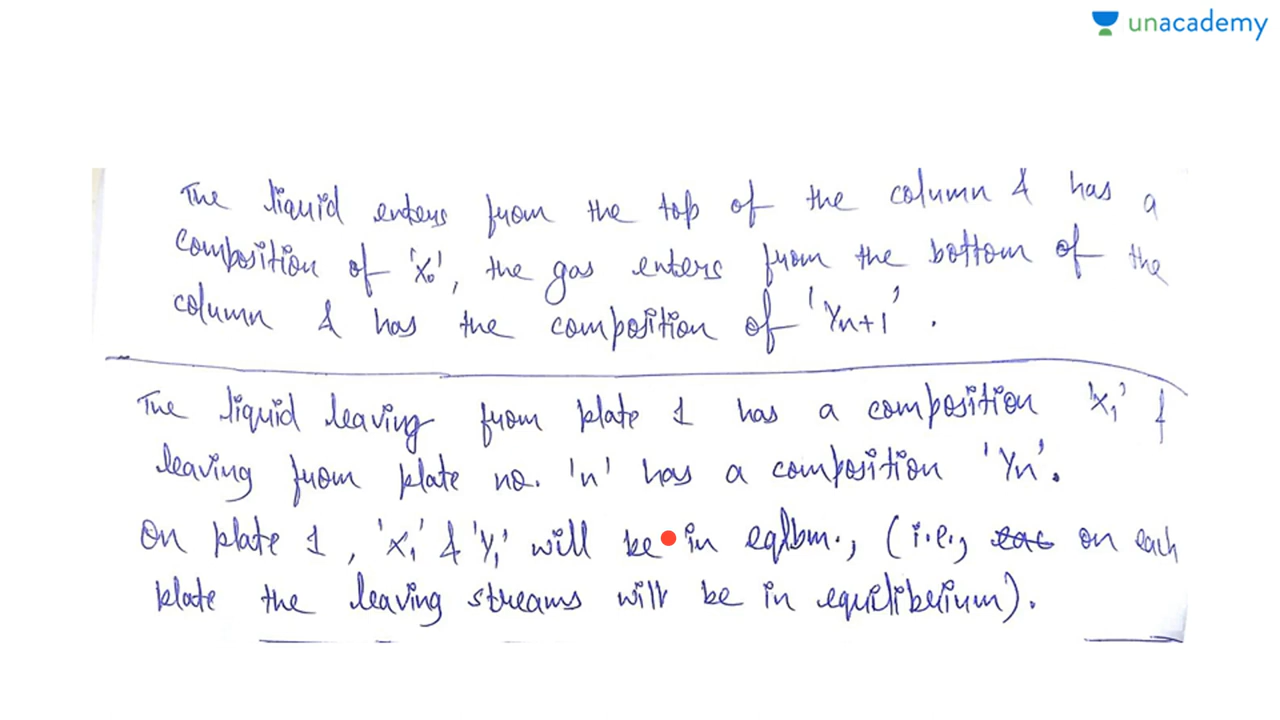 unacademy
The liquid enters from the top of the column & has a
composition of 'X₀', the gas enters from the bottom of the
column & has the composition of 'Yn+1'.
The liquid leaving from plate 1 has a composition 'X₁' &
leaving from plate no. 'n' has a composition 'Yn'.
On plate 1, 'X₁' & 'Y₁' will be in eqlbm., (i.e., eac on each
plate the leaving streams will be in equiliberium).